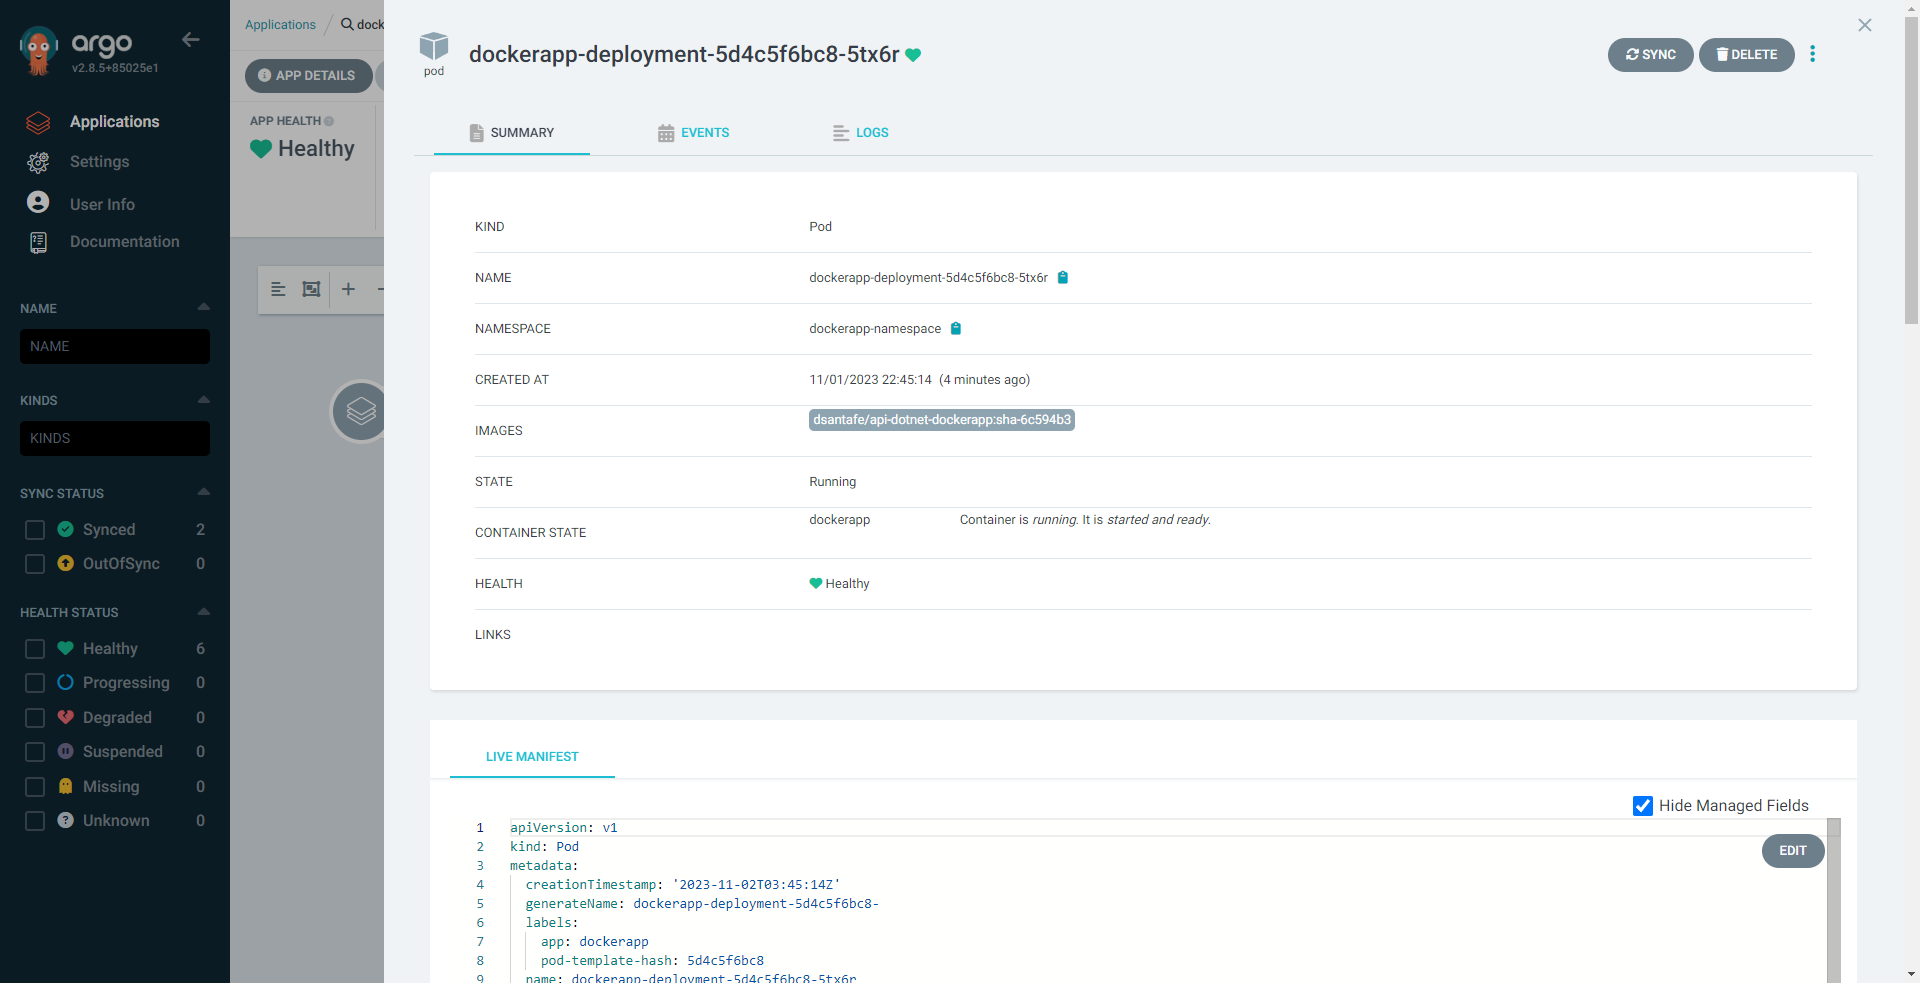 argo
v2.8.5+85025e1
Applications
Settings
User Info
Documentation
NAME
NAME
KINDS
KINDS
SYNC STATUS
Synced 2
OutOfSync 0
HEALTH STATUS
Healthy 6
Progressing 0
Degraded 0
Suspended 0
Missing 0
Unknown 0
Applications / dock
APP DETAILS
APP HEALTH
Healthy
pod
dockerapp-deployment-5d4c5f6bc8-5tx6r
SYNC
DELETE
SUMMARY
EVENTS
LOGS
KIND Pod
NAME dockerapp-deployment-5d4c5f6bc8-5tx6r
NAMESPACE dockerapp-namespace
CREATED AT 11/01/2023 22:45:14 (4 minutes ago)
IMAGES dsantafe/api-dotnet-dockerapp:sha-6c594b3
STATE Running
CONTAINER STATE dockerapp Container is running. It is started and ready.
HEALTH Healthy
LINKS
LIVE MANIFEST
Hide Managed Fields
EDIT
1 apiVersion: v1
2 kind: Pod
3 metadata:
4 creationTimestamp: '2023-11-02T03:45:14Z'
5 generateName: dockerapp-deployment-5d4c5f6bc8-
6 labels:
7 app: dockerapp
8 pod-template-hash: 5d4c5f6bc8
9 name: dockerapp-deployment-5d4c5f6bc8-5tx6r